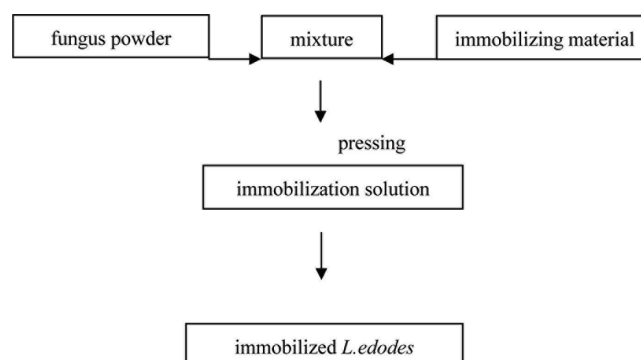 fungus powder
mixture
immobilizing material
pressing
immobilization solution
immobilized L.edodes